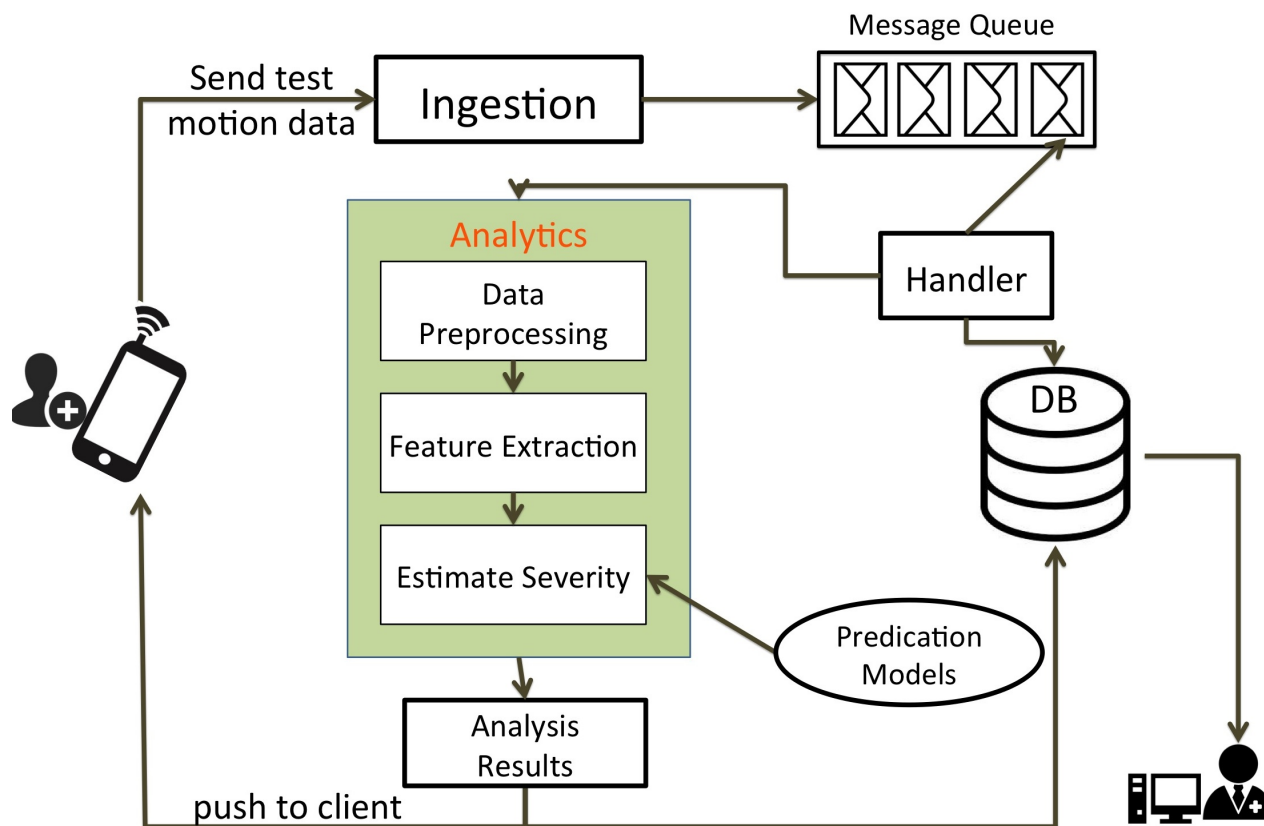 Message Queue
Send test
motion data
Ingestion
Analytics
Handler
Data
Preprocessing
DB
Feature Extraction
Estimate Severity
Predication
Models
Analysis
Results
push to client